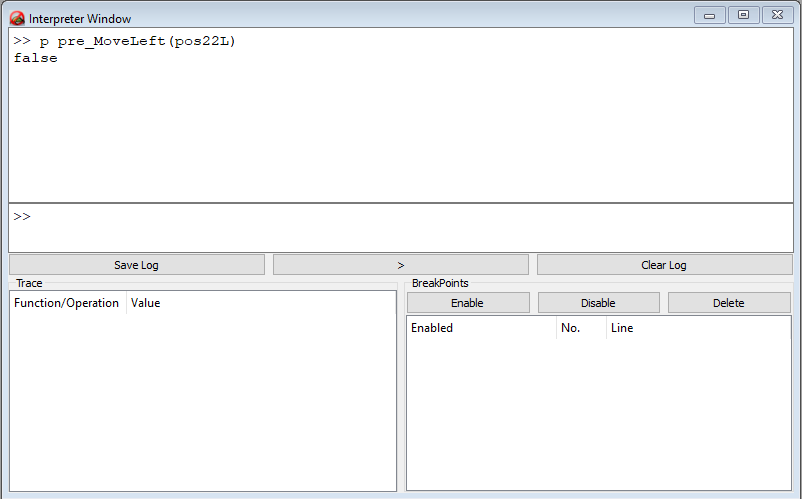 Interpreter Window
>> p pre_MoveLeft(pos22L)
false
>>
Save Log > Clear Log
Trace BreakPoints
Enable Disable Delete
Function/Operation Value
Enabled No. Line